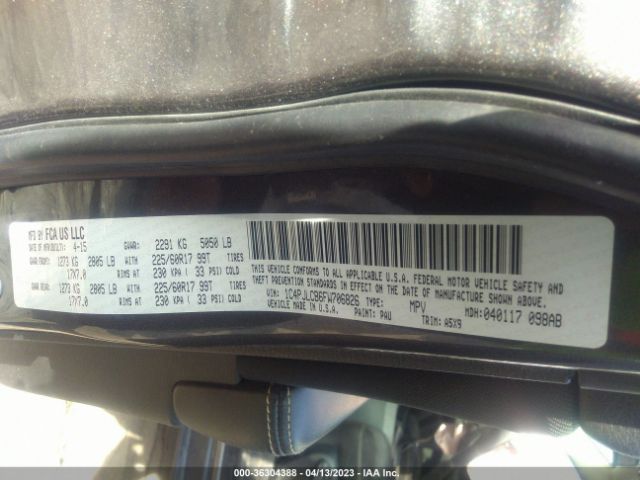 MFD BY FCA US LLC
DATE OF MFR(DD/LT): 4-15 GVWR: 2291 KG 5050 LB
GAWR FRONT: 1273 KG 2805 LB WITH 225/60R17 99T TIRES
17X7.0 RIMS AT 230 KPA ( 33 PSI) COLD
GAWR REAR: 1273 KG 2805 LB WITH 225/60R17 99T TIRES
17X7.0 RIMS AT 230 KPA ( 33 PSI) COLD
THIS VEHICLE CONFORMS TO ALL APPLICABLE U.S.A. FEDERAL MOTOR VEHICLE SAFETY AND
THEFT PREVENTION STANDARDS IN EFFECT ON THE DATE OF MANUFACTURE SHOWN ABOVE.
VIN: 1C4PJLCB6FW706826 TYPE: MPV MDH: 040117 098AB
VEHICLE MADE IN U.S.A. PAINT: PAU TRIM: A5X9
000-36304388 - 04/13/2023 - IAA Inc.